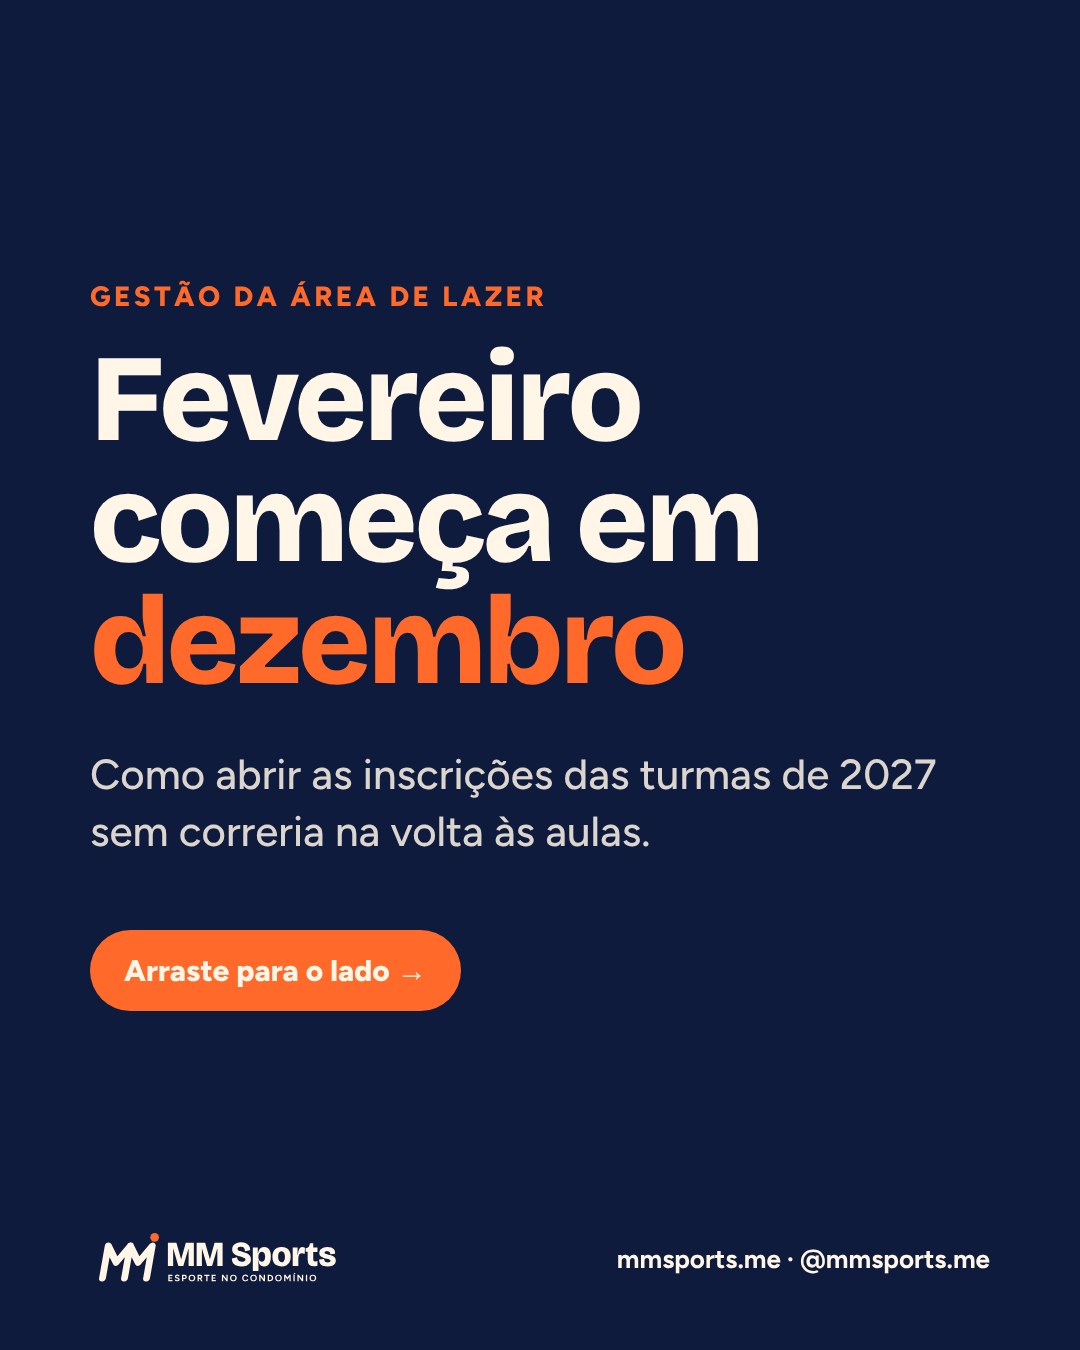 GESTÃO DA ÁREA DE LAZER
Fevereiro
começa em
dezembro
Como abrir as inscrições das turmas de 2027
sem correria na volta às aulas.
Arraste para o lado →
MM Sports
ESPORTE NO CONDOMÍNIO
mmsports.me · @mmsports.me